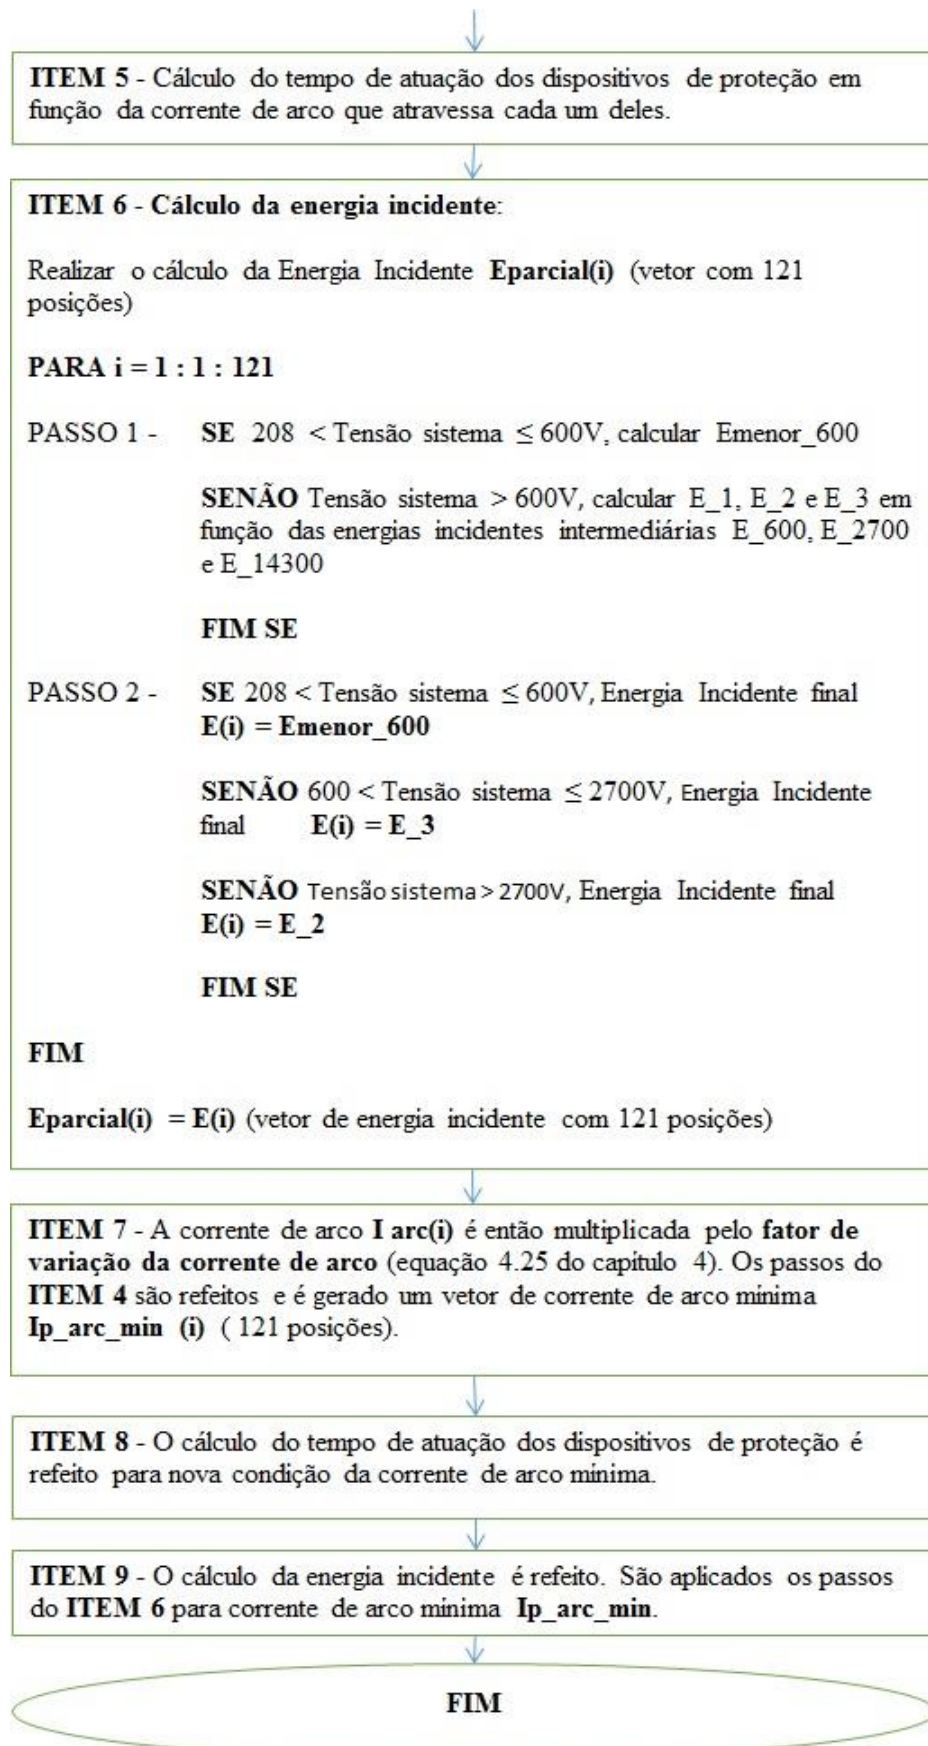 ITEM 5 - Cálculo do tempo de atuação dos dispositivos de proteção em
função da corrente de arco que atravessa cada um deles.
ITEM 6 - Cálculo da energia incidente:
Realizar o cálculo da Energia Incidente Eparcial(i) (vetor com 121
posições)
PARA i = 1 : 1 : 121
PASSO 1 - SE 208 < Tensão sistema ≤ 600V, calcular Emenor_600
SENÃO Tensão sistema > 600V, calcular E_1, E_2 e E_3 em
função das energias incidentes intermediárias E_600, E_2700
e E_14300
FIM SE
PASSO 2 - SE 208 < Tensão sistema ≤ 600V, Energia Incidente final
E(i) = Emenor_600
SENÃO 600 < Tensão sistema ≤ 2700V, Energia Incidente
final E(i) = E_3
SENÃO Tensão sistema > 2700V, Energia Incidente final
E(i) = E_2
FIM SE
FIM
Eparcial(i) = E(i) (vetor de energia incidente com 121 posições)
ITEM 7 - A corrente de arco I arc(i) é então multiplicada pelo fator de
variação da corrente de arco (equação 4.25 do capítulo 4). Os passos do
ITEM 4 são refeitos e é gerado um vetor de corrente de arco mínima
Ip_arc_min (i) ( 121 posições).
ITEM 8 - O cálculo do tempo de atuação dos dispositivos de proteção é
refeito para nova condição da corrente de arco mínima.
ITEM 9 - O cálculo da energia incidente é refeito. São aplicados os passos
do ITEM 6 para corrente de arco mínima Ip_arc_min.
FIM